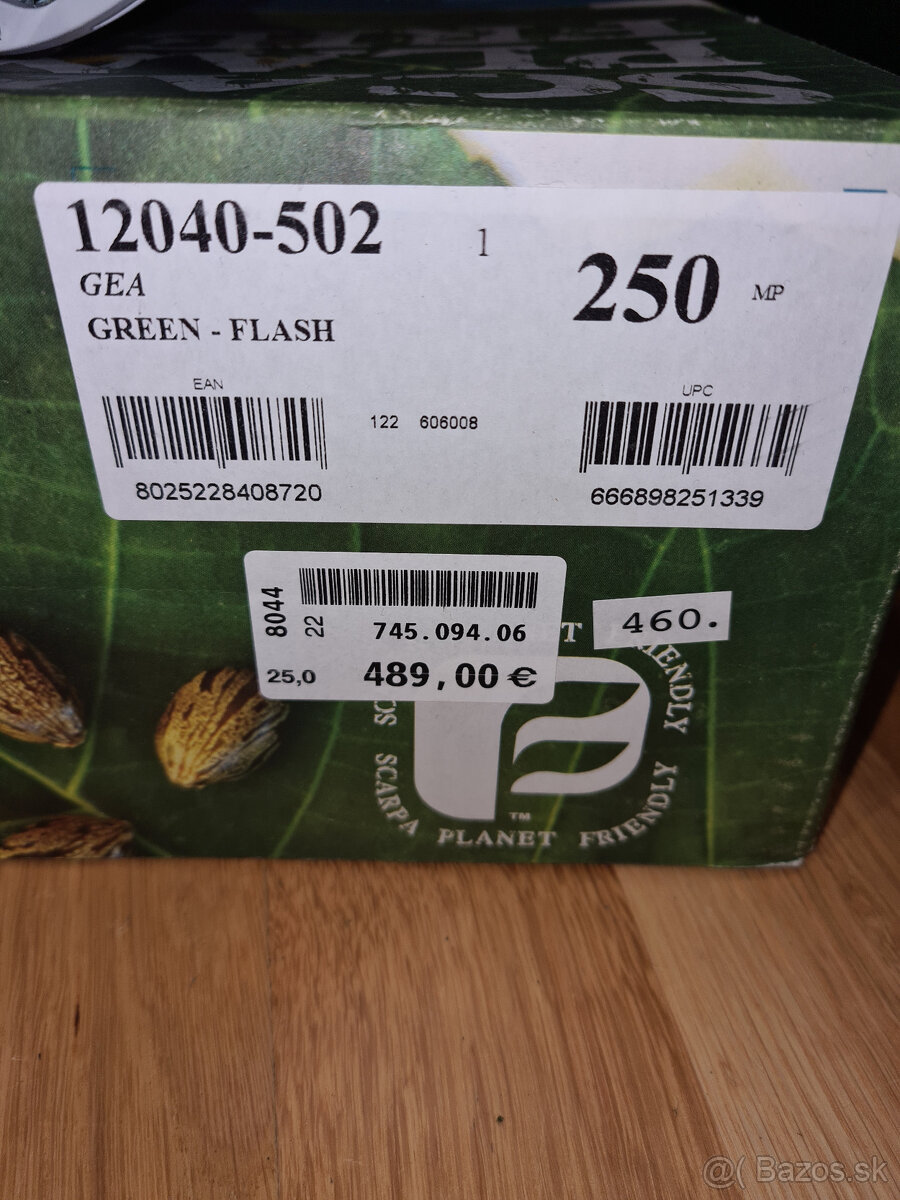 12040-502
1
250 MP
GEA
GREEN - FLASH
EAN
UPC
122 606008
8025228408720
666898251339
8044
22
745.094.06
25,0
489,00 €
460.
SCARPA PLANET FRIENDLY
TM
@( Bazos.sk